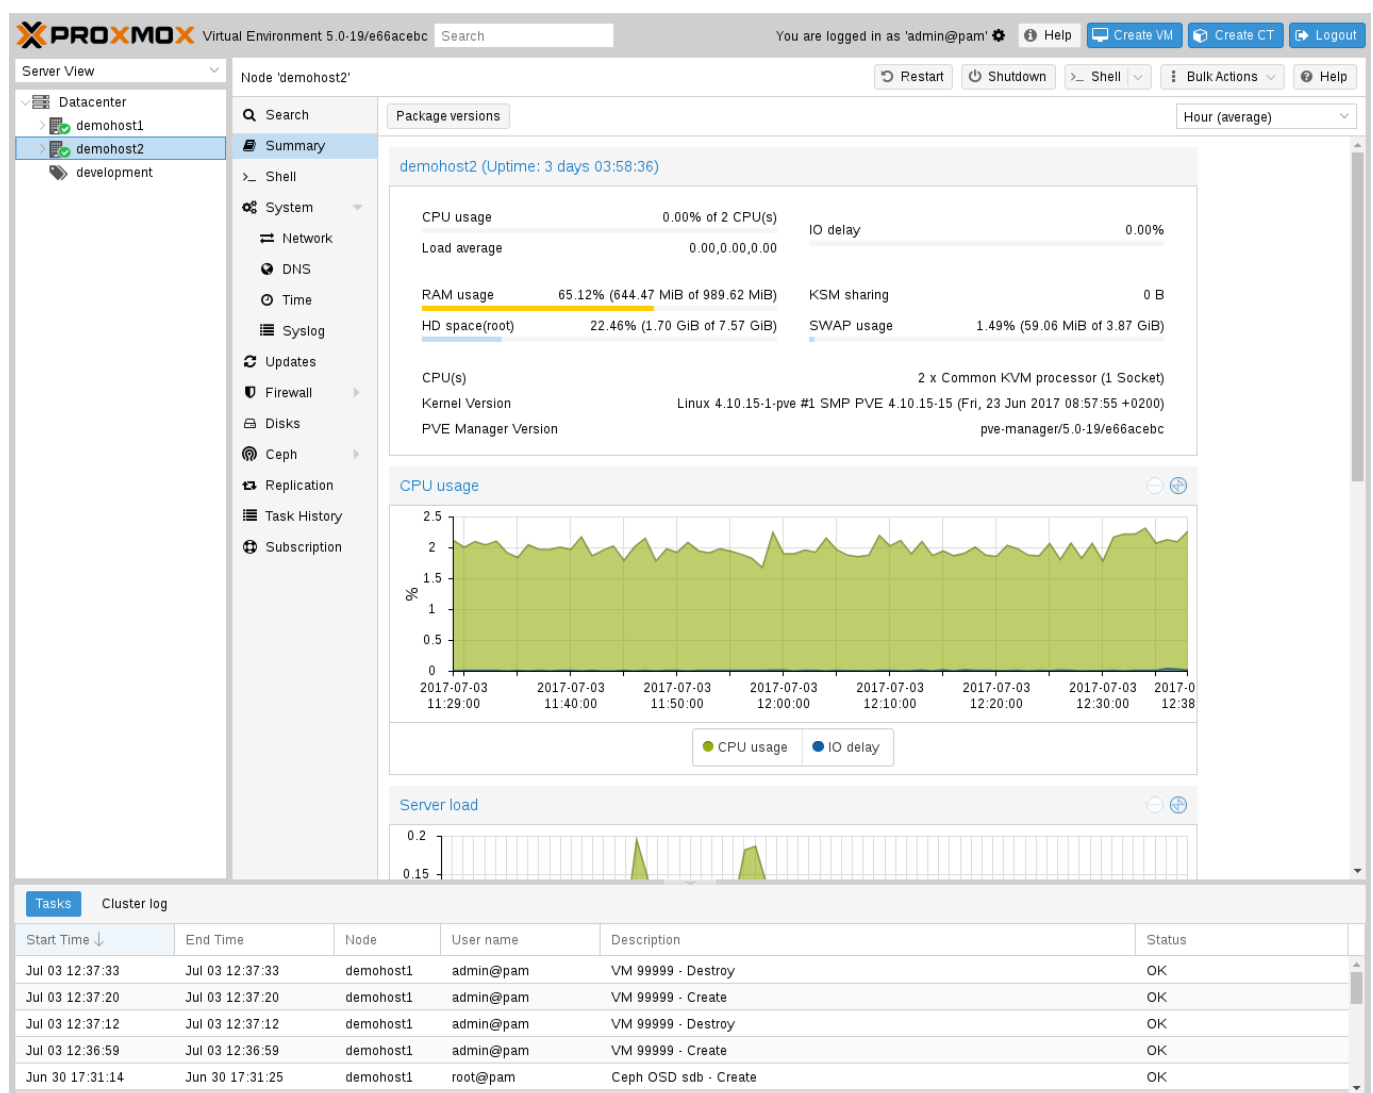 PROXMOX Virtual Environment 5.0-19/e66acebc Search You are logged in as 'admin@pam' Help Create VM Create CT Logout
Server View
Datacenter
demohost1
demohost2
development
Node 'demohost2' Restart Shutdown Shell Bulk Actions Help
Search
Summary
Shell
System
Network
DNS
Time
Syslog
Updates
Firewall
Disks
Ceph
Replication
Task History
Subscription
Package versions Hour (average)
demohost2 (Uptime: 3 days 03:58:36)
CPU usage 0.00% of 2 CPU(s)
IO delay 0.00%
Load average 0.00,0.00,0.00
RAM usage 65.12% (644.47 MiB of 989.62 MiB) KSM sharing 0 B
HD space(root) 22.46% (1.70 GiB of 7.57 GiB) SWAP usage 1.49% (59.06 MiB of 3.87 GiB)
CPU(s) 2 x Common KVM processor (1 Socket)
Kernel Version Linux 4.10.15-1-pve #1 SMP PVE 4.10.15-15 (Fri, 23 Jun 2017 08:57:55 +0200)
PVE Manager Version pve-manager/5.0-19/e66acebc
CPU usage
2.5
2
1.5
%
1
0.5
0
2017-07-03 2017-07-03 2017-07-03 2017-07-03 2017-07-03 2017-07-03 2017-07-03 2017-0
11:29:00 11:40:00 11:50:00 12:00:00 12:10:00 12:20:00 12:30:00 12:38
CPU usage IO delay
Server load
0.2
0.15
Tasks Cluster log
Start Time End Time Node User name Description Status
Jul 03 12:37:33 Jul 03 12:37:33 demohost1 admin@pam VM 99999 - Destroy OK
Jul 03 12:37:20 Jul 03 12:37:20 demohost1 admin@pam VM 99999 - Create OK
Jul 03 12:37:12 Jul 03 12:37:12 demohost1 admin@pam VM 99999 - Destroy OK
Jul 03 12:36:59 Jul 03 12:36:59 demohost1 admin@pam VM 99999 - Create OK
Jun 30 17:31:14 Jun 30 17:31:25 demohost1 root@pam Ceph OSD sdb - Create OK